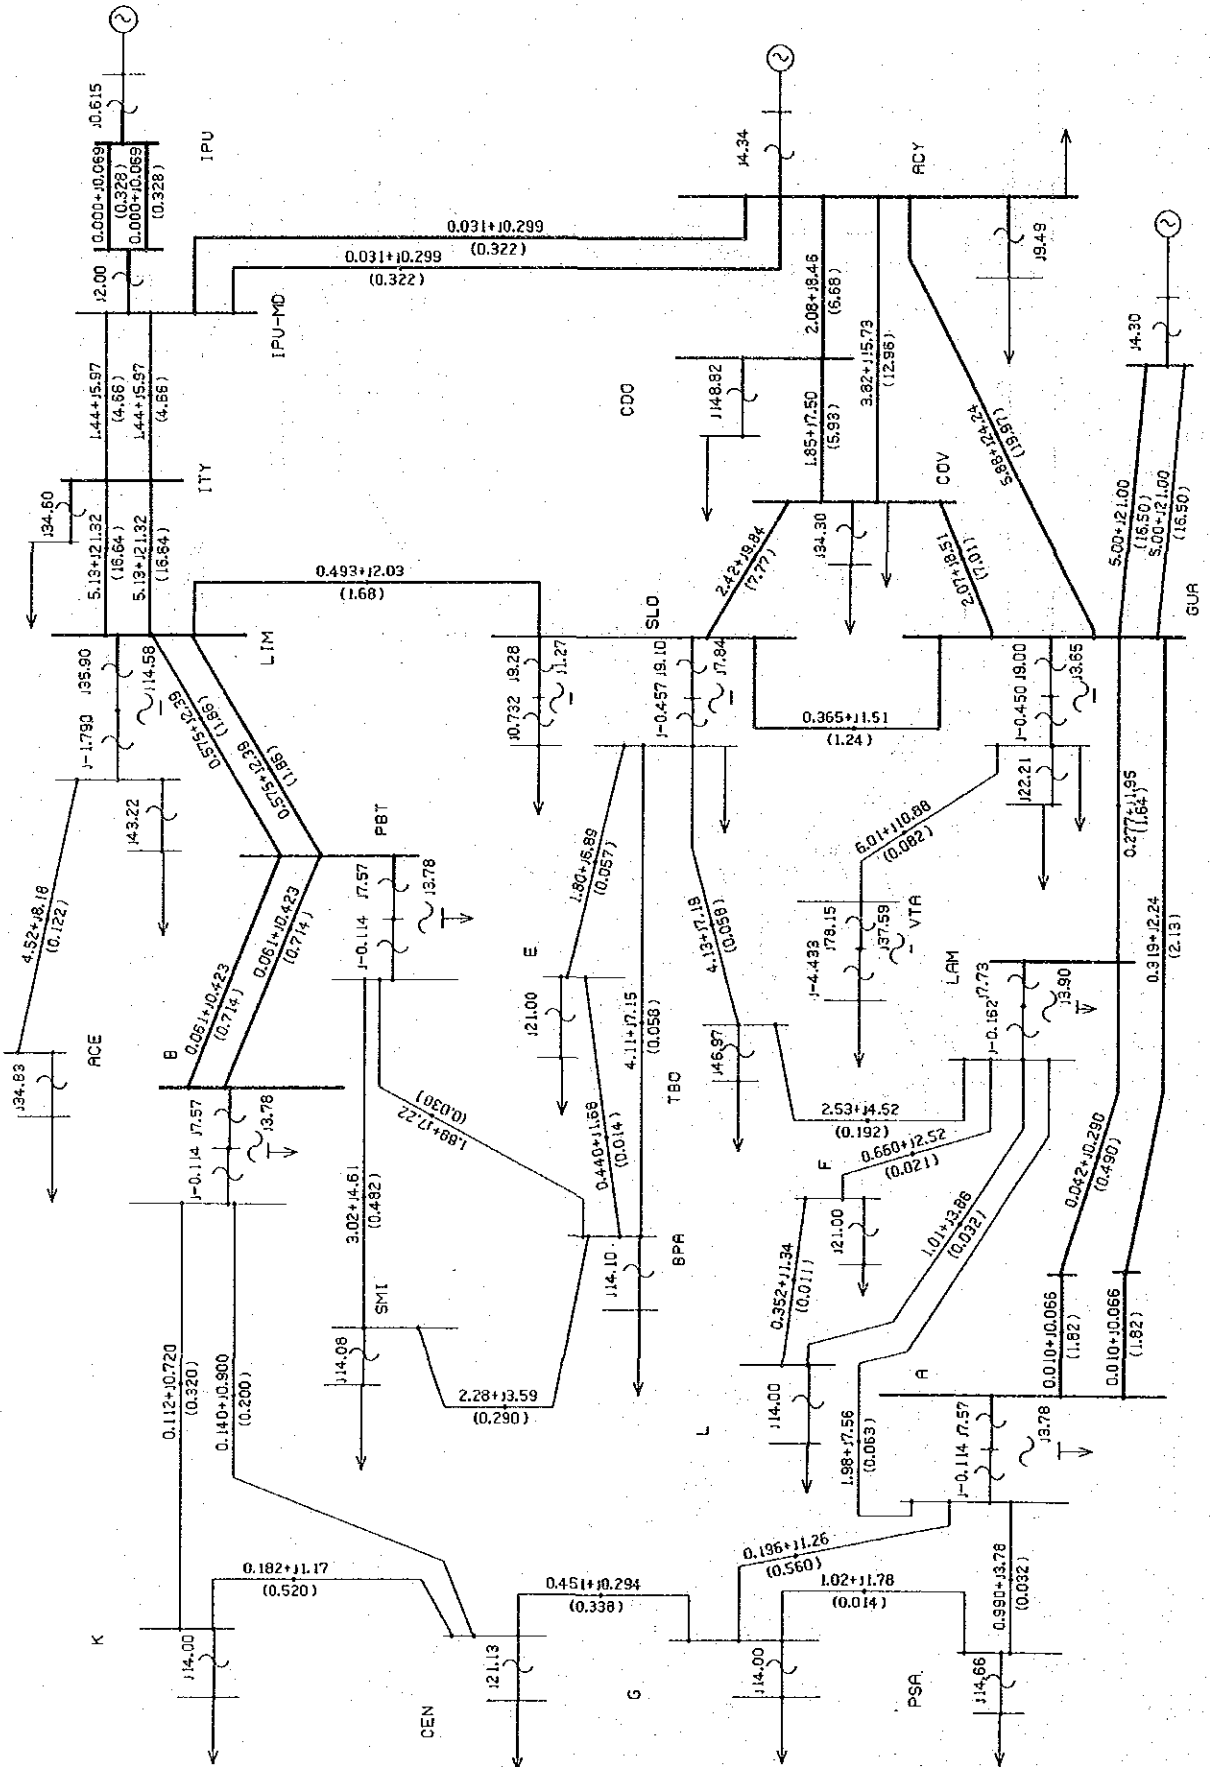 j0.615
0.000+j0.069
(0.328)
0.000+j0.069
(0.328)
IPU
j2.00
IPU-MD
1.44+j5.97
(4.66)
1.44+j5.97
(4.66)
0.031+j0.299
(0.322)
0.031+j0.299
(0.322)
j4.34
ACY
j9.49
2.08+j8.46
(6.68)
3.82+j15.73
(12.96)
5.88+j24.24
(19.97)
CDO
j148.82
1.85+j7.50
(5.93)
COV
j34.30
2.42+j9.84
(7.77)
2.07+j8.51
(7.01)
j4.30
5.00+j21.00
(16.50)
5.00+j21.00
(16.50)
GUA
ITY
j34.60
5.13+j21.32
(16.64)
5.13+j21.32
(16.64)
LIM
j35.90
j14.58
j-1.790
j43.22
0.493+j2.03
(1.68)
0.575+j2.39
(1.86)
0.575+j2.39
(1.86)
SLO
j9.28
j1.27
j0.732
j9.10
j7.84
j-0.457
0.365+j1.51
(1.24)
j9.00
j3.65
j-0.450
j22.21
0.277+j1.95
(1.64)
0.319+j2.24
(2.13)
4.52+j8.18
(0.122)
ACE
j34.83
PBT
j7.57
j3.78
j-0.114
0.061+j0.423
(0.714)
0.061+j0.423
(0.714)
B
j7.57
j3.78
j-0.114
1.80+j6.89
(0.057)
E
j21.00
4.11+j7.15
(0.058)
0.440+j1.68
(0.014)
4.13+j7.19
(0.058)
TBO
j46.97
6.01+j10.88
(0.082)
VTA
j78.15
j37.59
j-4.433
LAM
j7.73
j3.90
j-0.162
2.53+j4.52
(0.192)
0.660+j2.52
(0.021)
F
j21.00
1.01+j3.86
(0.032)
0.352+j1.34
(0.011)
0.042+j0.290
(0.490)
3.02+j4.61
(0.482)
1.89+j7.22
(0.030)
SMI
j14.08
2.28+j3.59
(0.290)
BPA
j14.10
L
j14.00
1.98+j7.56
(0.063)
A
0.010+j0.066
(1.82)
0.010+j0.066
(1.82)
j7.57
j3.78
j-0.114
0.112+j0.720
(0.320)
0.140+j0.900
(0.200)
K
j14.00
0.182+j1.17
(0.520)
CEN
j21.13
0.451+j0.294
(0.338)
G
j14.00
0.196+j1.26
(0.560)
1.02+j1.78
(0.014)
0.990+j3.78
(0.032)
PSA
j14.66